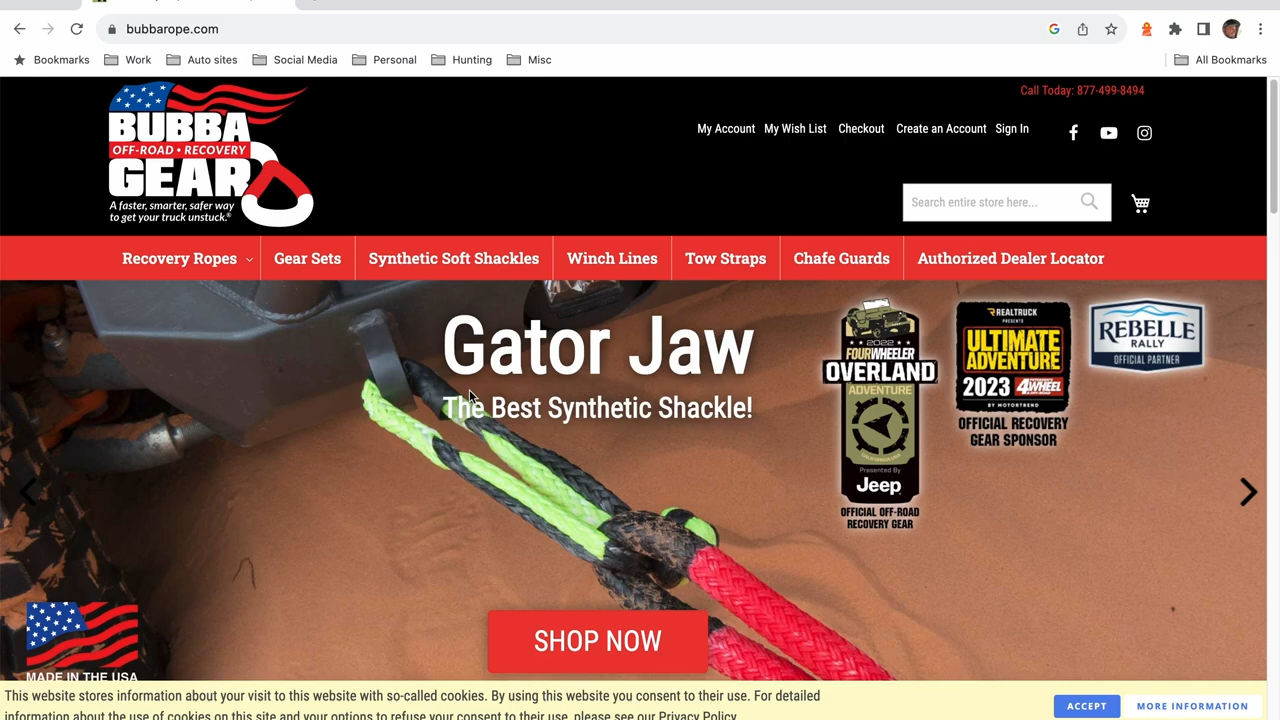 bubbarope.com
Bookmarks Work Auto sites Social Media Personal Hunting Misc All Bookmarks
Call Today: 877-499-8494
BUBBA
OFF-ROAD • RECOVERY
GEAR
A faster, smarter, safer way
to get your truck unstuck.®
My Account My Wish List Checkout Create an Account Sign In
Search entire store here...
Recovery Ropes Gear Sets Synthetic Soft Shackles Winch Lines Tow Straps Chafe Guards Authorized Dealer Locator
Gator Jaw
The Best Synthetic Shackle!
2022
FOURWHEELER
OVERLAND
ADVENTURE
Presented By
Jeep
OFFICIAL OFF-ROAD
RECOVERY GEAR
REALTRUCK
PRESENTS
ULTIMATE
ADVENTURE
2023 4WHEEL
BY MOTORTREND
OFFICIAL RECOVERY
GEAR SPONSOR
REBELLE
RALLY
OFFICIAL PARTNER
SHOP NOW
MADE IN THE USA
This website stores information about your visit to this website with so-called cookies. By using this website you consent to their use. For detailed
information about the use of cookies on this site and your options to refuse your consent to their use, please see our Privacy Policy.
ACCEPT MORE INFORMATION